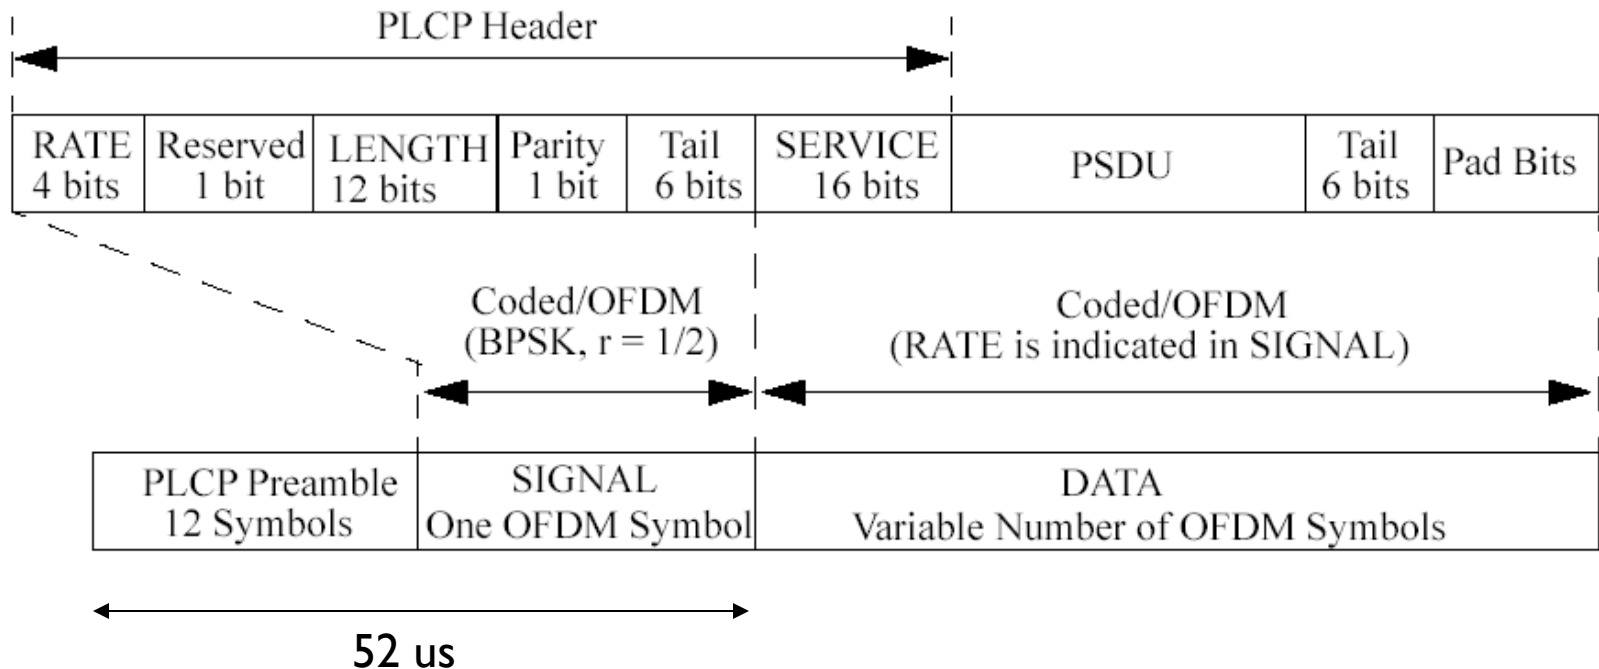 PLCP Header
RATE
4 bits
Reserved
1 bit
LENGTH
12 bits
Parity
1 bit
Tail
6 bits
SERVICE
16 bits
PSDU
Tail
6 bits
Pad Bits
Coded/OFDM
(BPSK, r = 1/2)
Coded/OFDM
(RATE is indicated in SIGNAL)
PLCP Preamble
12 Symbols
SIGNAL
One OFDM Symbol
DATA
Variable Number of OFDM Symbols
52 us